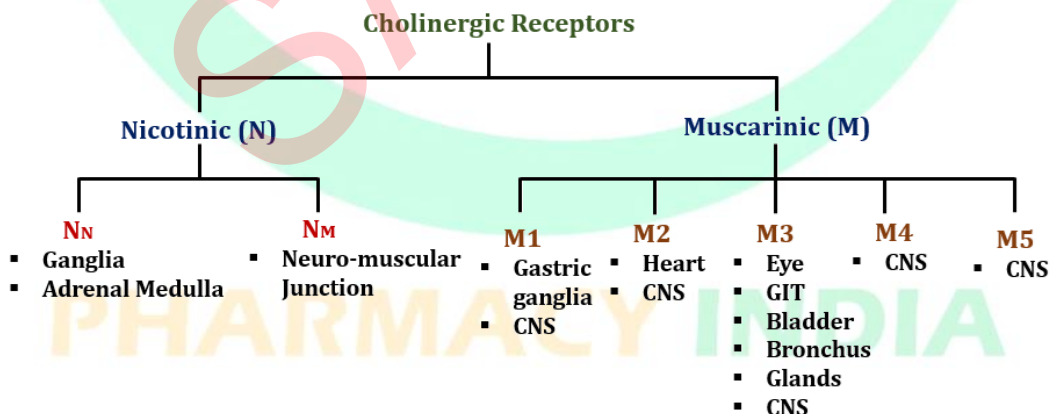 Cholinergic Receptors
Nicotinic (N)
Muscarinic (M)
NN
▪ Ganglia
▪ Adrenal Medulla
NM
▪ Neuro-muscular
Junction
M1
▪ Gastric
ganglia
▪ CNS
M2
▪ Heart
▪ CNS
M3
▪ Eye
▪ GIT
▪ Bladder
▪ Bronchus
▪ Glands
▪ CNS
M4
▪ CNS
M5
▪ CNS
PHARMACY INDIA